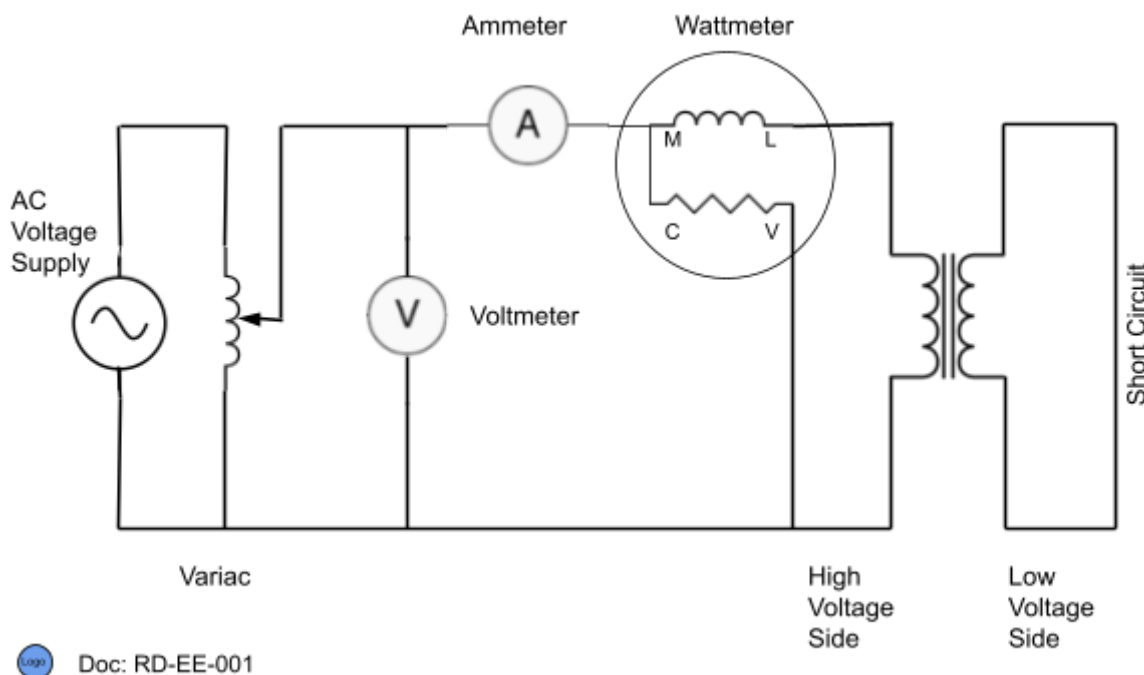 Ammeter
Wattmeter
A
M
L
C
V
AC
Voltage
Supply
V
Voltmeter
Short Circuit
Variac
High
Voltage
Side
Low
Voltage
Side
Logo
Doc: RD-EE-001